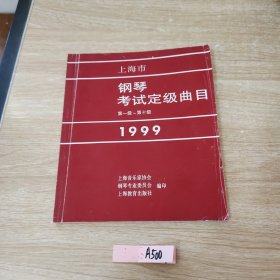 上海市
钢琴
考试定级曲目
第一级-第十级
1999
上海音乐家协会
钢琴专业委员会 编印
上海教育出版社
A500